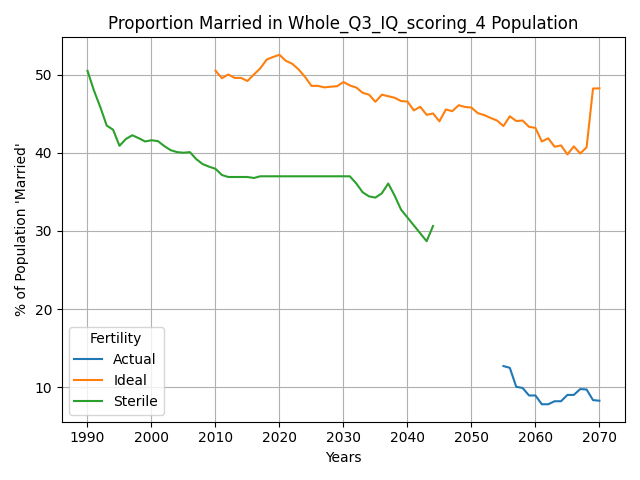 Proportion Married in Whole_Q3_IQ_scoring_4 Population
% of Population 'Married'
50
40
30
20
10
Fertility
Actual
Ideal
Sterile
1990 2000 2010 2020 2030 2040 2050 2060 2070
Years